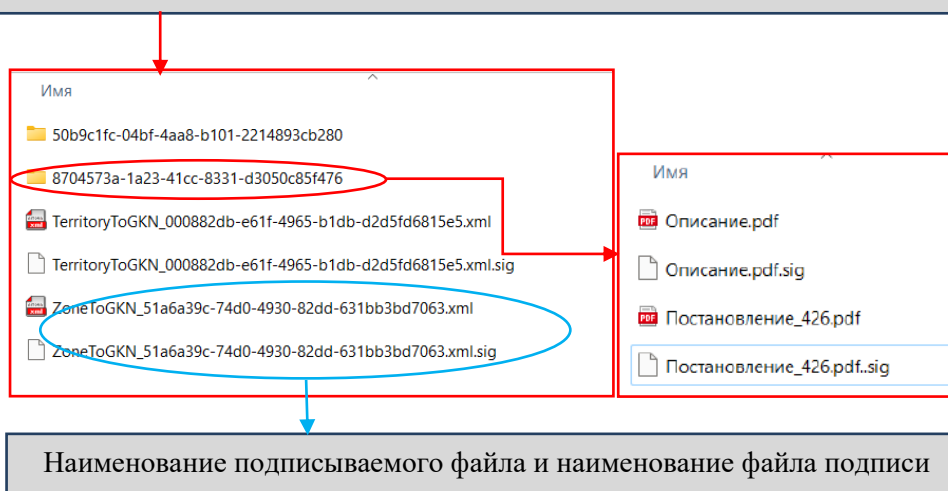 Имя
50b9c1fc-04bf-4aa8-b101-2214893cb280
8704573a-1a23-41cc-8331-d3050c85f476
TerritoryToGKN_000882db-e61f-4965-b1db-d2d5fd6815e5.xml
TerritoryToGKN_000882db-e61f-4965-b1db-d2d5fd6815e5.xml.sig
ZoneToGKN_51a6a39c-74d0-4930-82dd-631bb3bd7063.xml
ZoneToGKN_51a6a39c-74d0-4930-82dd-631bb3bd7063.xml.sig
Имя
Описание.pdf
Описание.pdf.sig
Постановление_426.pdf
Постановление_426.pdf..sig
Наименование подписываемого файла и наименование файла подписи